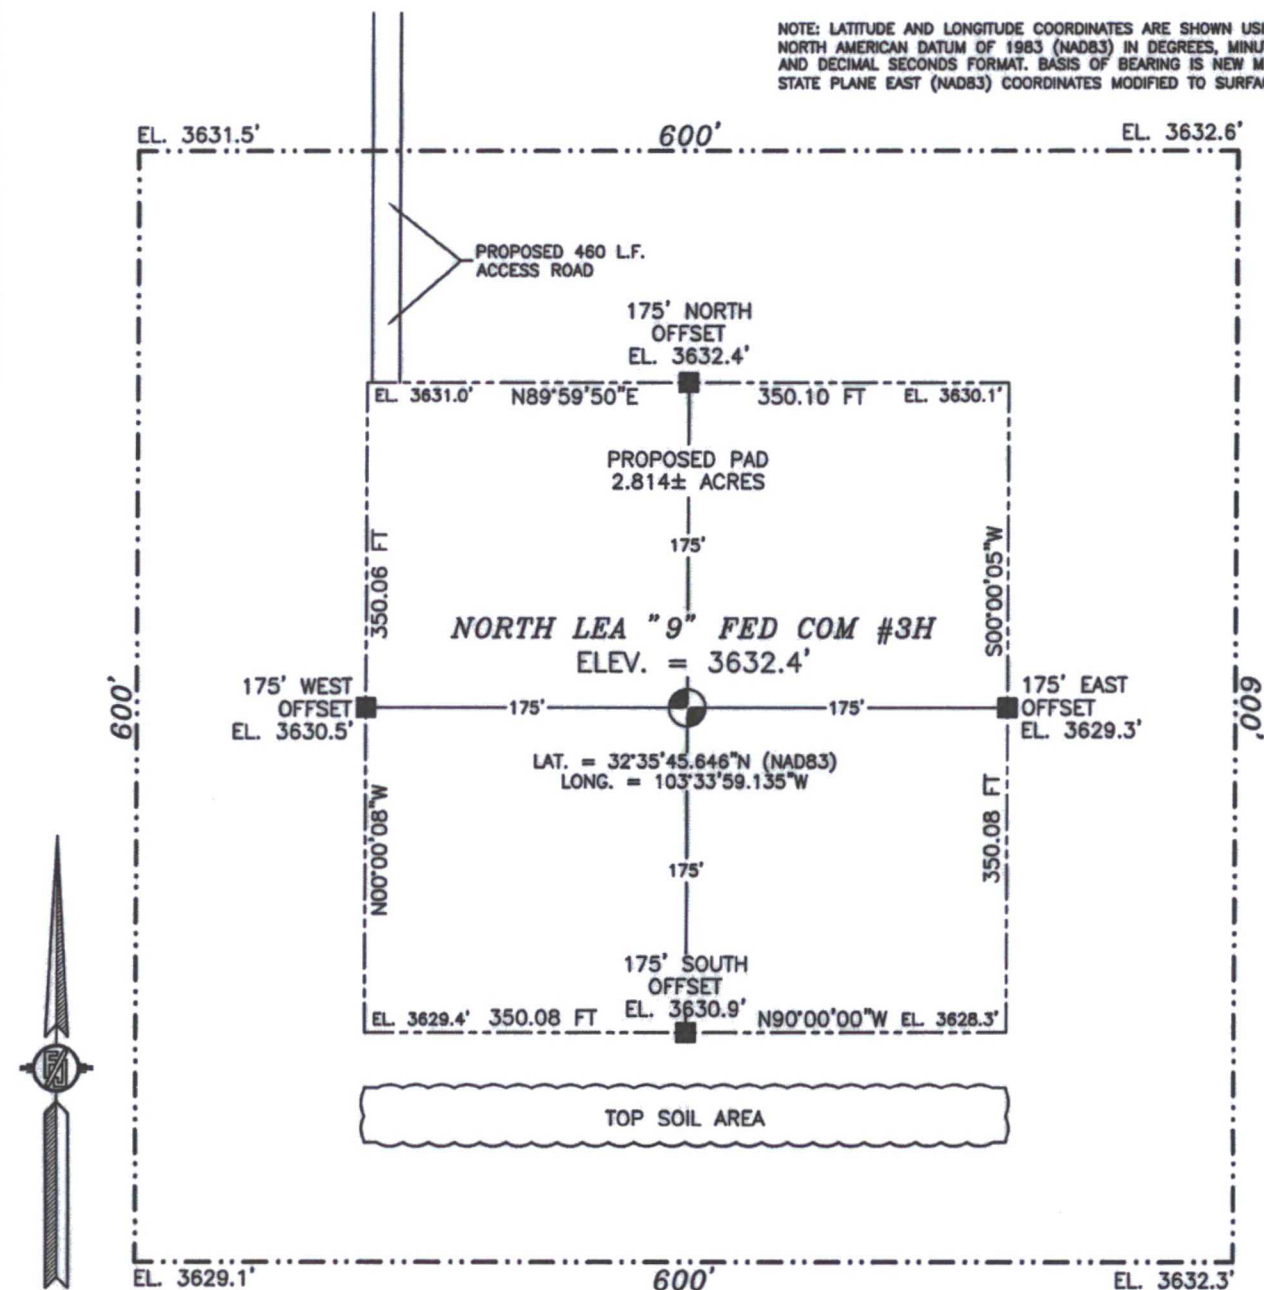 NOTE: LATITUDE AND LONGITUDE COORDINATES ARE SHOWN
NORTH AMERICAN DATUM OF 1983 (NAD83) IN DEGREES,
AND DECIMAL SECONDS FORMAT. BASIS OF BEARING IS NEW
STATE PLANE EAST (NAD83) COORDINATES MODIFIED TO
EL. 3631.5'
600'
EL. 3632.6'
PROPOSED 460 L.F.
ACCESS ROAD
175' NORTH
OFFSET
EL. 3632.4'
EL. 3631.0'
N89°59'50"E
350.10 FT
EL. 3630.1'
PROPOSED PAD
2.814± ACRES
175'
350.06 FT
S00°00'05"W
NORTH LEA "9" FED COM #3H
ELEV. = 3632.4'
600'
175' WEST
OFFSET
EL. 3630.5'
175'
175'
175' EAST
OFFSET
EL. 3629.3'
600'
LAT. = 32°35'45.646"N (NAD83)
LONG. = 103°33'59.135"W
N00°00'08"W
350.08 FT
175'
175' SOUTH
OFFSET
EL. 3630.9'
EL. 3629.4'
350.08 FT
N90°00'00"W
EL. 3628.3'
TOP SOIL AREA
EL. 3629.1'
600'
EL. 3632.3'